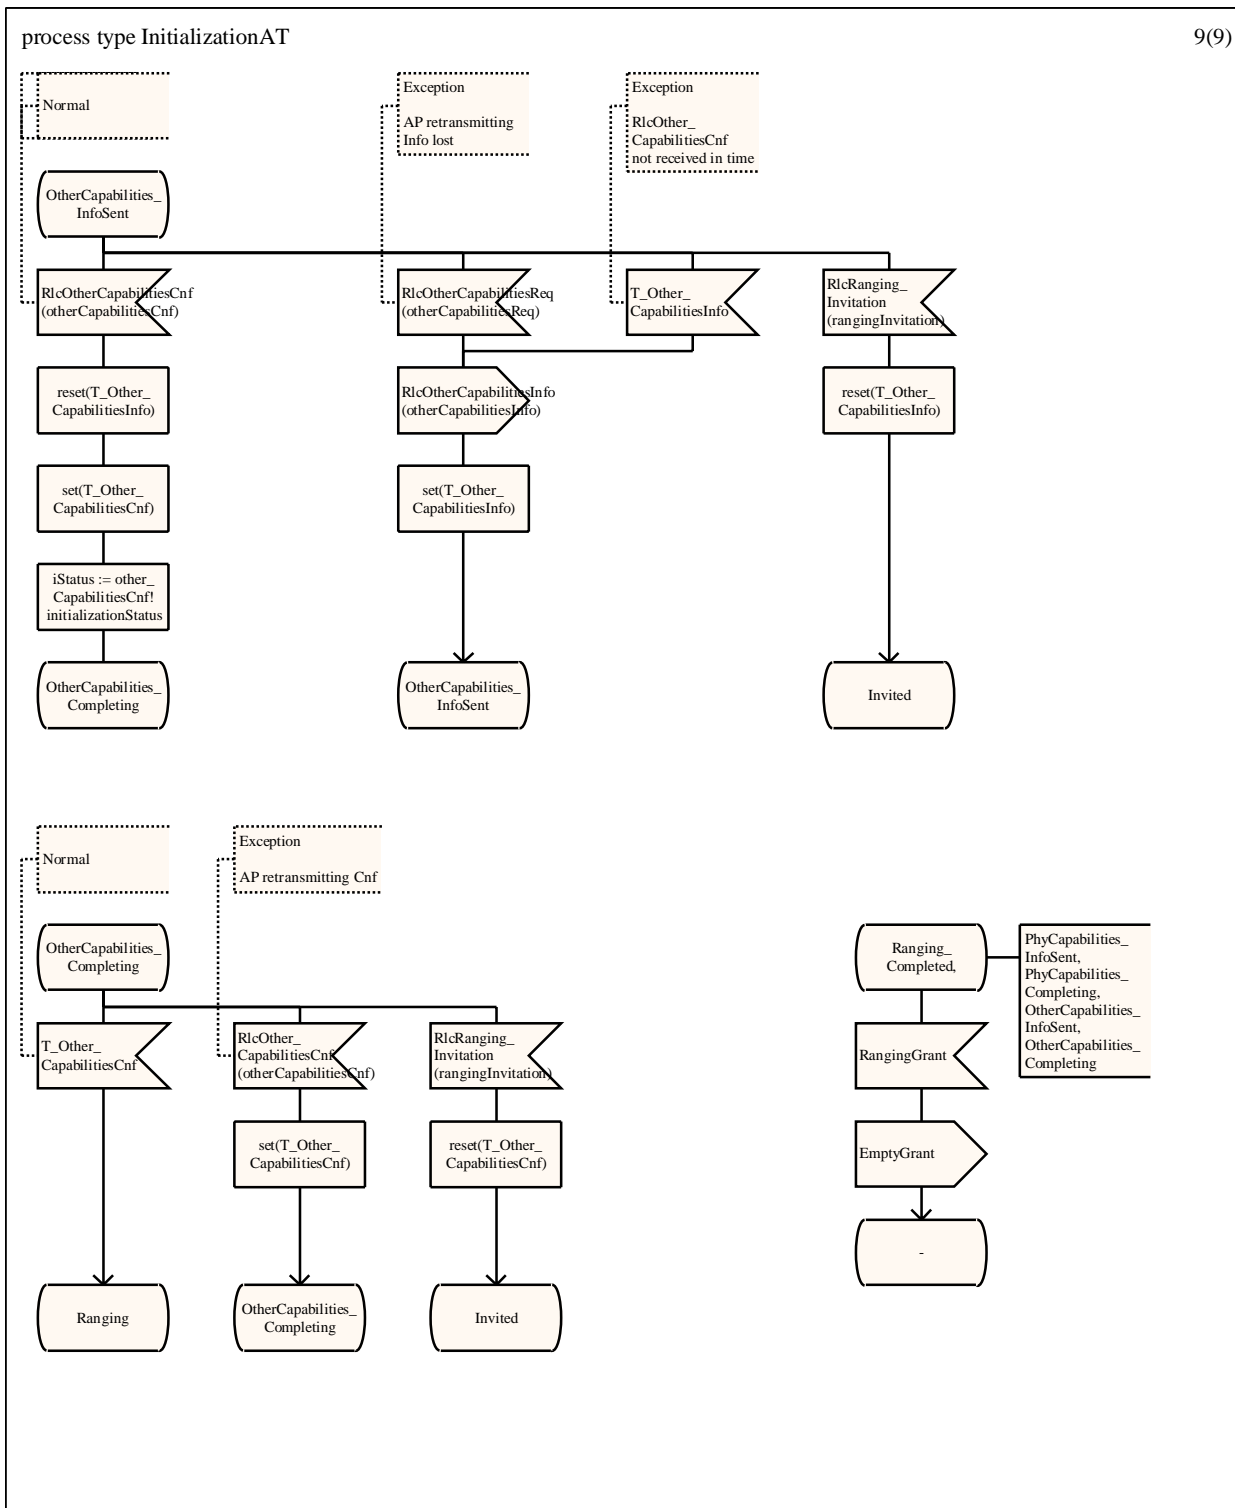 process type InitializationAT
9(9)
Normal
Exception
AP retransmitting
Info lost
Exception
RlcOther_
CapabilitiesCnf
not received in time
OtherCapabilities_
InfoSent
RlcOtherCapabilitiesCnf
(otherCapabilitiesCnf)
RlcOtherCapabilitiesReq
(otherCapabilitiesReq)
T_Other_
CapabilitiesInfo
RlcRanging_
Invitation
(rangingInvitation)
reset(T_Other_
CapabilitiesInfo)
RlcOtherCapabilitiesInfo
(otherCapabilitiesInfo)
reset(T_Other_
CapabilitiesInfo)
set(T_Other_
CapabilitiesCnf)
set(T_Other_
CapabilitiesInfo)
iStatus := other_
CapabilitiesCnf!
initializationStatus
OtherCapabilities_
Completing
OtherCapabilities_
InfoSent
Invited
Normal
Exception
AP retransmitting Cnf
OtherCapabilities_
Completing
Ranging_
Completed,
PhyCapabilities_
InfoSent,
PhyCapabilities_
Completing,
OtherCapabilities_
InfoSent,
OtherCapabilities_
Completing
T_Other_
CapabilitiesCnf
RlcOther_
CapabilitiesCnf
(otherCapabilitiesCnf)
RlcRanging_
Invitation
(rangingInvitation)
RangingGrant
set(T_Other_
CapabilitiesCnf)
reset(T_Other_
CapabilitiesCnf)
EmptyGrant
-
Ranging
OtherCapabilities_
Completing
Invited